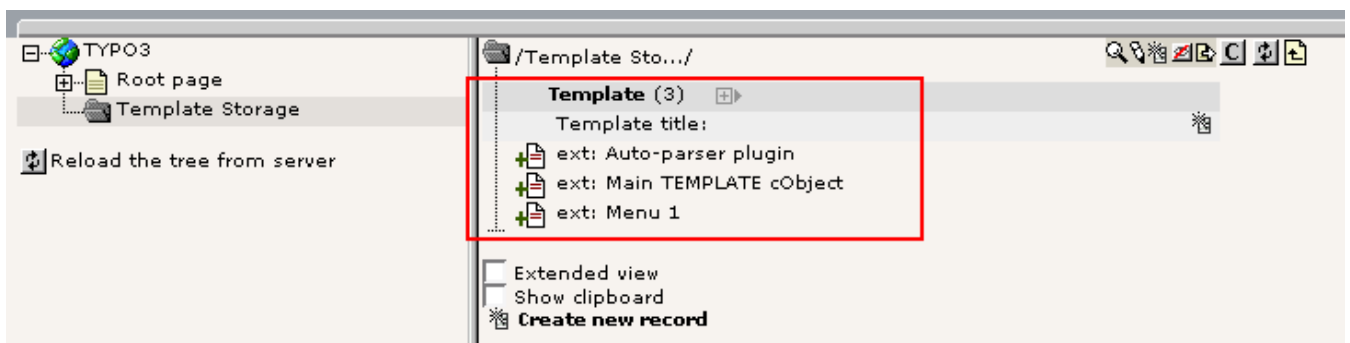 TYPO3
Root page
Template Storage
Reload the tree from server
/Template Sto.../
C
Template (3)
Template title:
ext: Auto-parser plugin
ext: Main TEMPLATE cObject
ext: Menu 1
Extended view
Show clipboard
Create new record